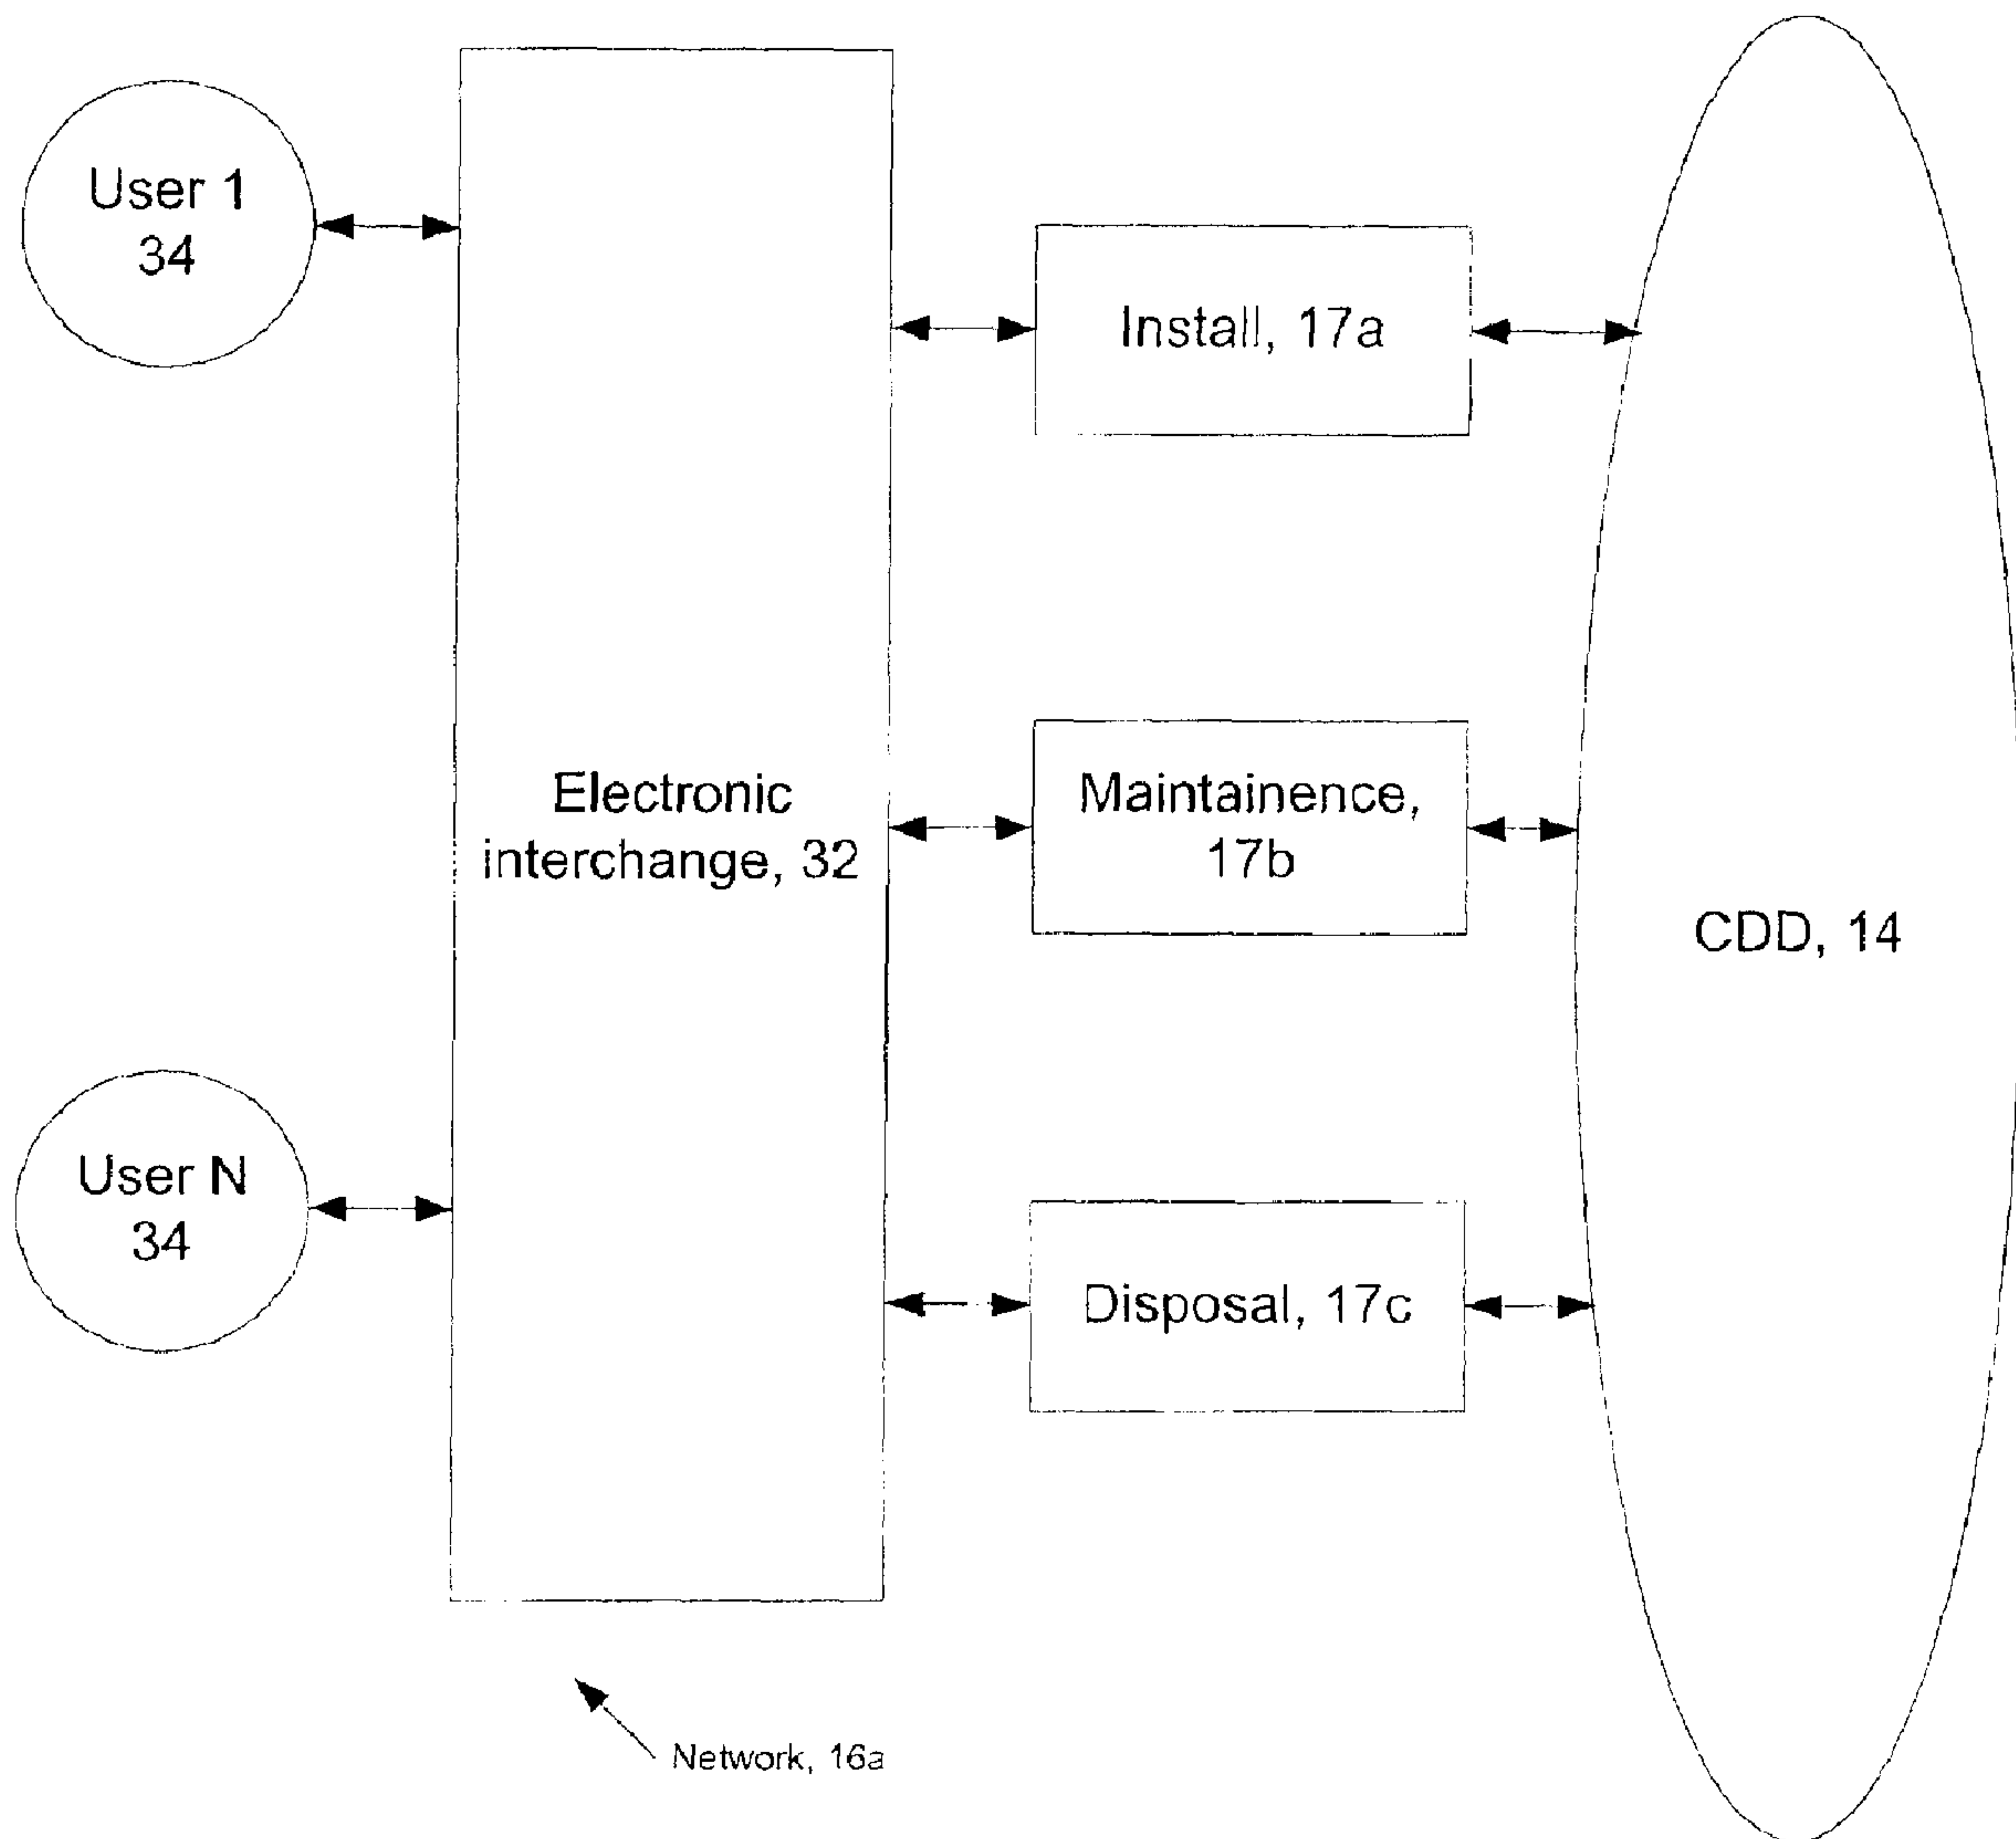 User 1
34
Install, 17a
Electronic
interchange, 32
Maintainence,
17b
CDD, 14
User N
34
Disposal, 17c
Network, 16a